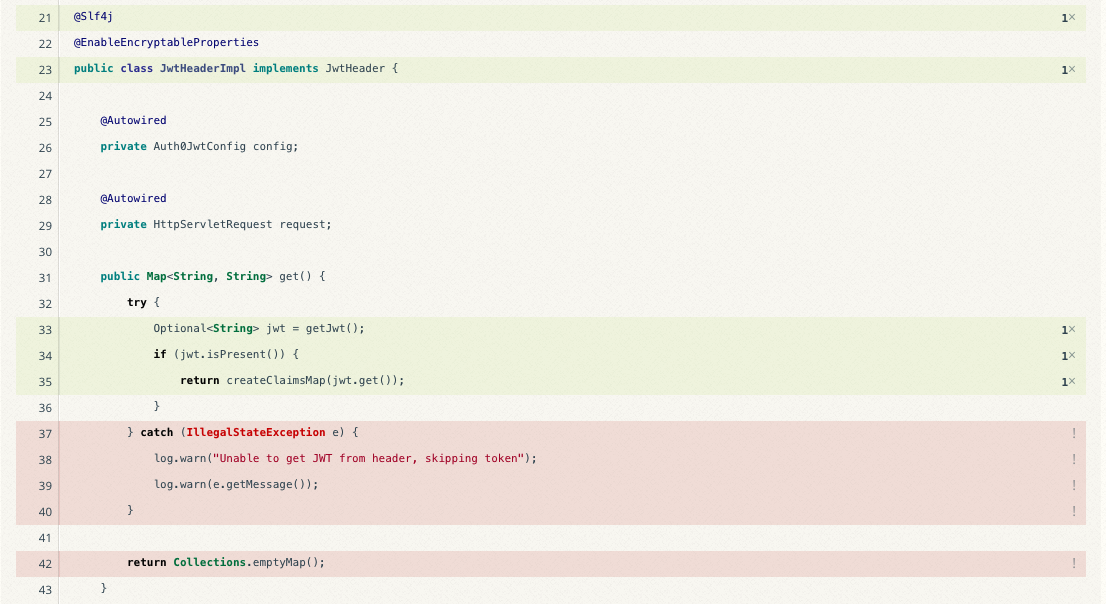 21 @Slf4j 1×
22 @EnableEncryptableProperties
23 public class JwtHeaderImpl implements JwtHeader { 1×
24
25 @Autowired
26 private Auth0JwtConfig config;
27
28 @Autowired
29 private HttpServletRequest request;
30
31 public Map<String, String> get() {
32 try {
33 Optional<String> jwt = getJwt(); 1×
34 if (jwt.isPresent()) { 1×
35 return createClaimsMap(jwt.get()); 1×
36 }
37 } catch (IllegalStateException e) { !
38 log.warn("Unable to get JWT from header, skipping token"); !
39 log.warn(e.getMessage()); !
40 } !
41
42 return Collections.emptyMap(); !
43 }